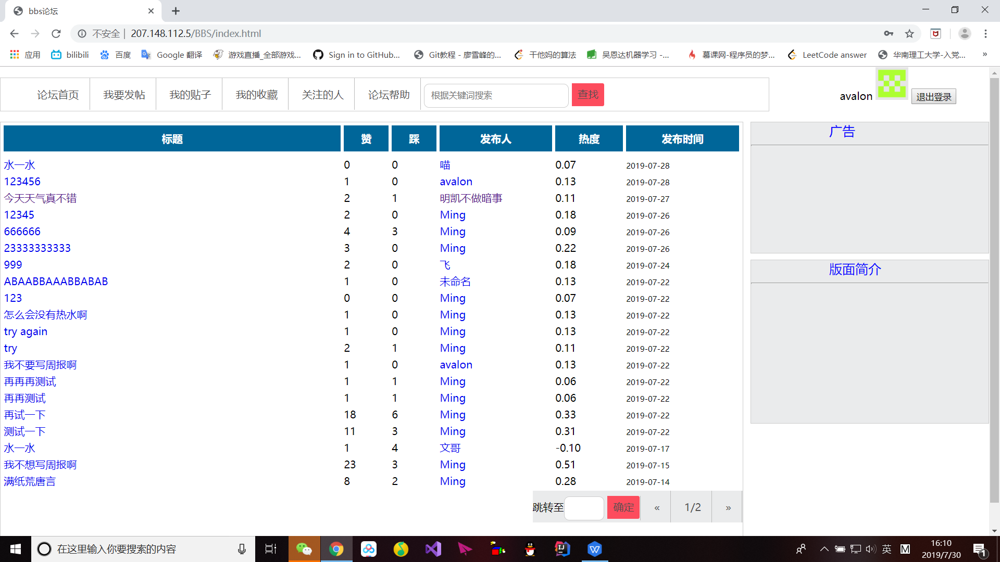 bbs论坛
不安全 | 207.148.112.5/BBS/index.html
应用 bilibili 百度 Google 翻译 游戏直播_全部游戏... Sign in to GitHub... Git教程 - 廖雪峰的... 干他妈的算法 吴恩达机器学习 -... 慕课网-程序员的梦... LeetCode answer 华南理工大学-入党... »
论坛首页 我要发帖 我的贴子 我的收藏 关注的人 论坛帮助 根据关键词搜索 查找 avalon 退出登录
标题 赞 踩 发布人 热度 发布时间
水一水 0 0 喵 0.07 2019-07-28
123456 1 0 avalon 0.13 2019-07-28
今天天气真不错 2 1 明凯不做暗事 0.11 2019-07-27
12345 2 0 Ming 0.18 2019-07-26
666666 4 3 Ming 0.09 2019-07-26
23333333333 3 0 Ming 0.22 2019-07-26
999 2 0 飞 0.18 2019-07-24
ABAABBAAABBABAB 1 0 未命名 0.13 2019-07-22
123 0 0 Ming 0.07 2019-07-22
怎么会没有热水啊 1 0 Ming 0.13 2019-07-22
try again 1 0 Ming 0.13 2019-07-22
try 2 1 Ming 0.11 2019-07-22
我不要写周报啊 1 0 avalon 0.13 2019-07-22
再再再测试 1 1 Ming 0.06 2019-07-22
再再测试 1 1 Ming 0.06 2019-07-22
再试一下 18 6 Ming 0.33 2019-07-22
测试一下 11 3 Ming 0.31 2019-07-22
水一水 1 4 文哥 -0.10 2019-07-17
我不想写周报啊 23 3 Ming 0.51 2019-07-15
满纸荒唐言 8 2 Ming 0.28 2019-07-14
跳转至 确定 « 1/2 »
广告
版面简介
在这里输入你要搜索的内容
英 M
16:10
2019/7/30
1